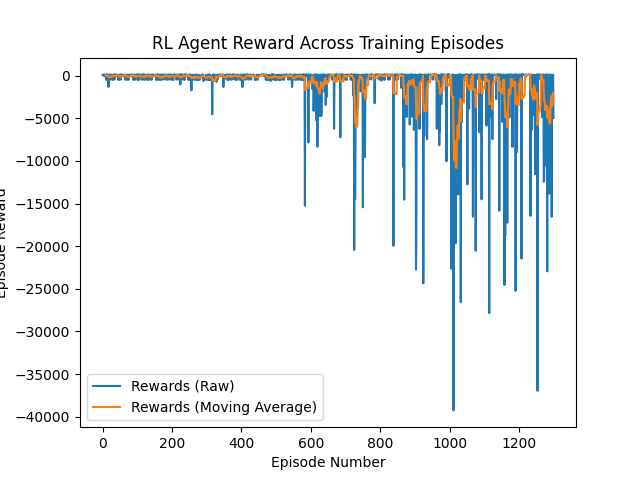 RL Agent Reward Across Training Episodes
0
−5000
−10000
−15000
−20000
−25000
−30000
−35000
−40000
Episode Reward
Rewards (Raw)
Rewards (Moving Average)
0 200 400 600 800 1000 1200
Episode Number